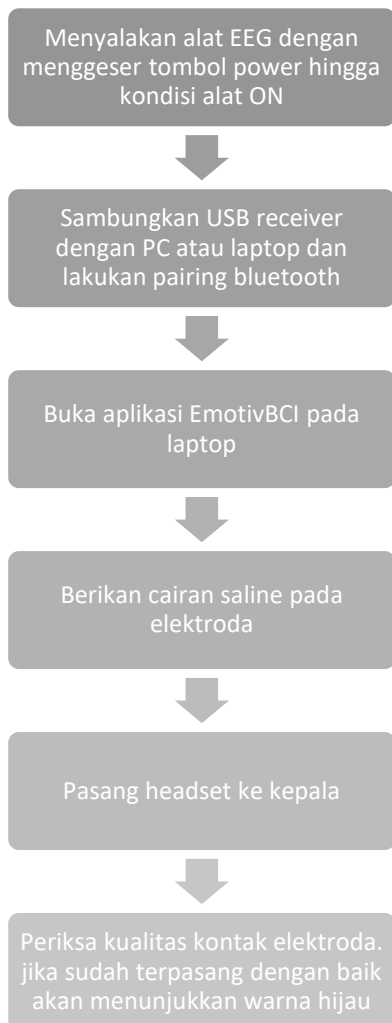 Menyalakan alat EEG dengan
menggeser tombol power hingga
kondisi alat ON
Sambungkan USB receiver
dengan PC atau laptop dan
lakukan pairing bluetooth
Buka aplikasi EmotivBCI pada
laptop
Berikan cairan saline pada
elektroda
Pasang headset ke kepala
Periksa kualitas kontak elektroda.
jika sudah terpasang dengan baik
akan menunjukkan warna hijau